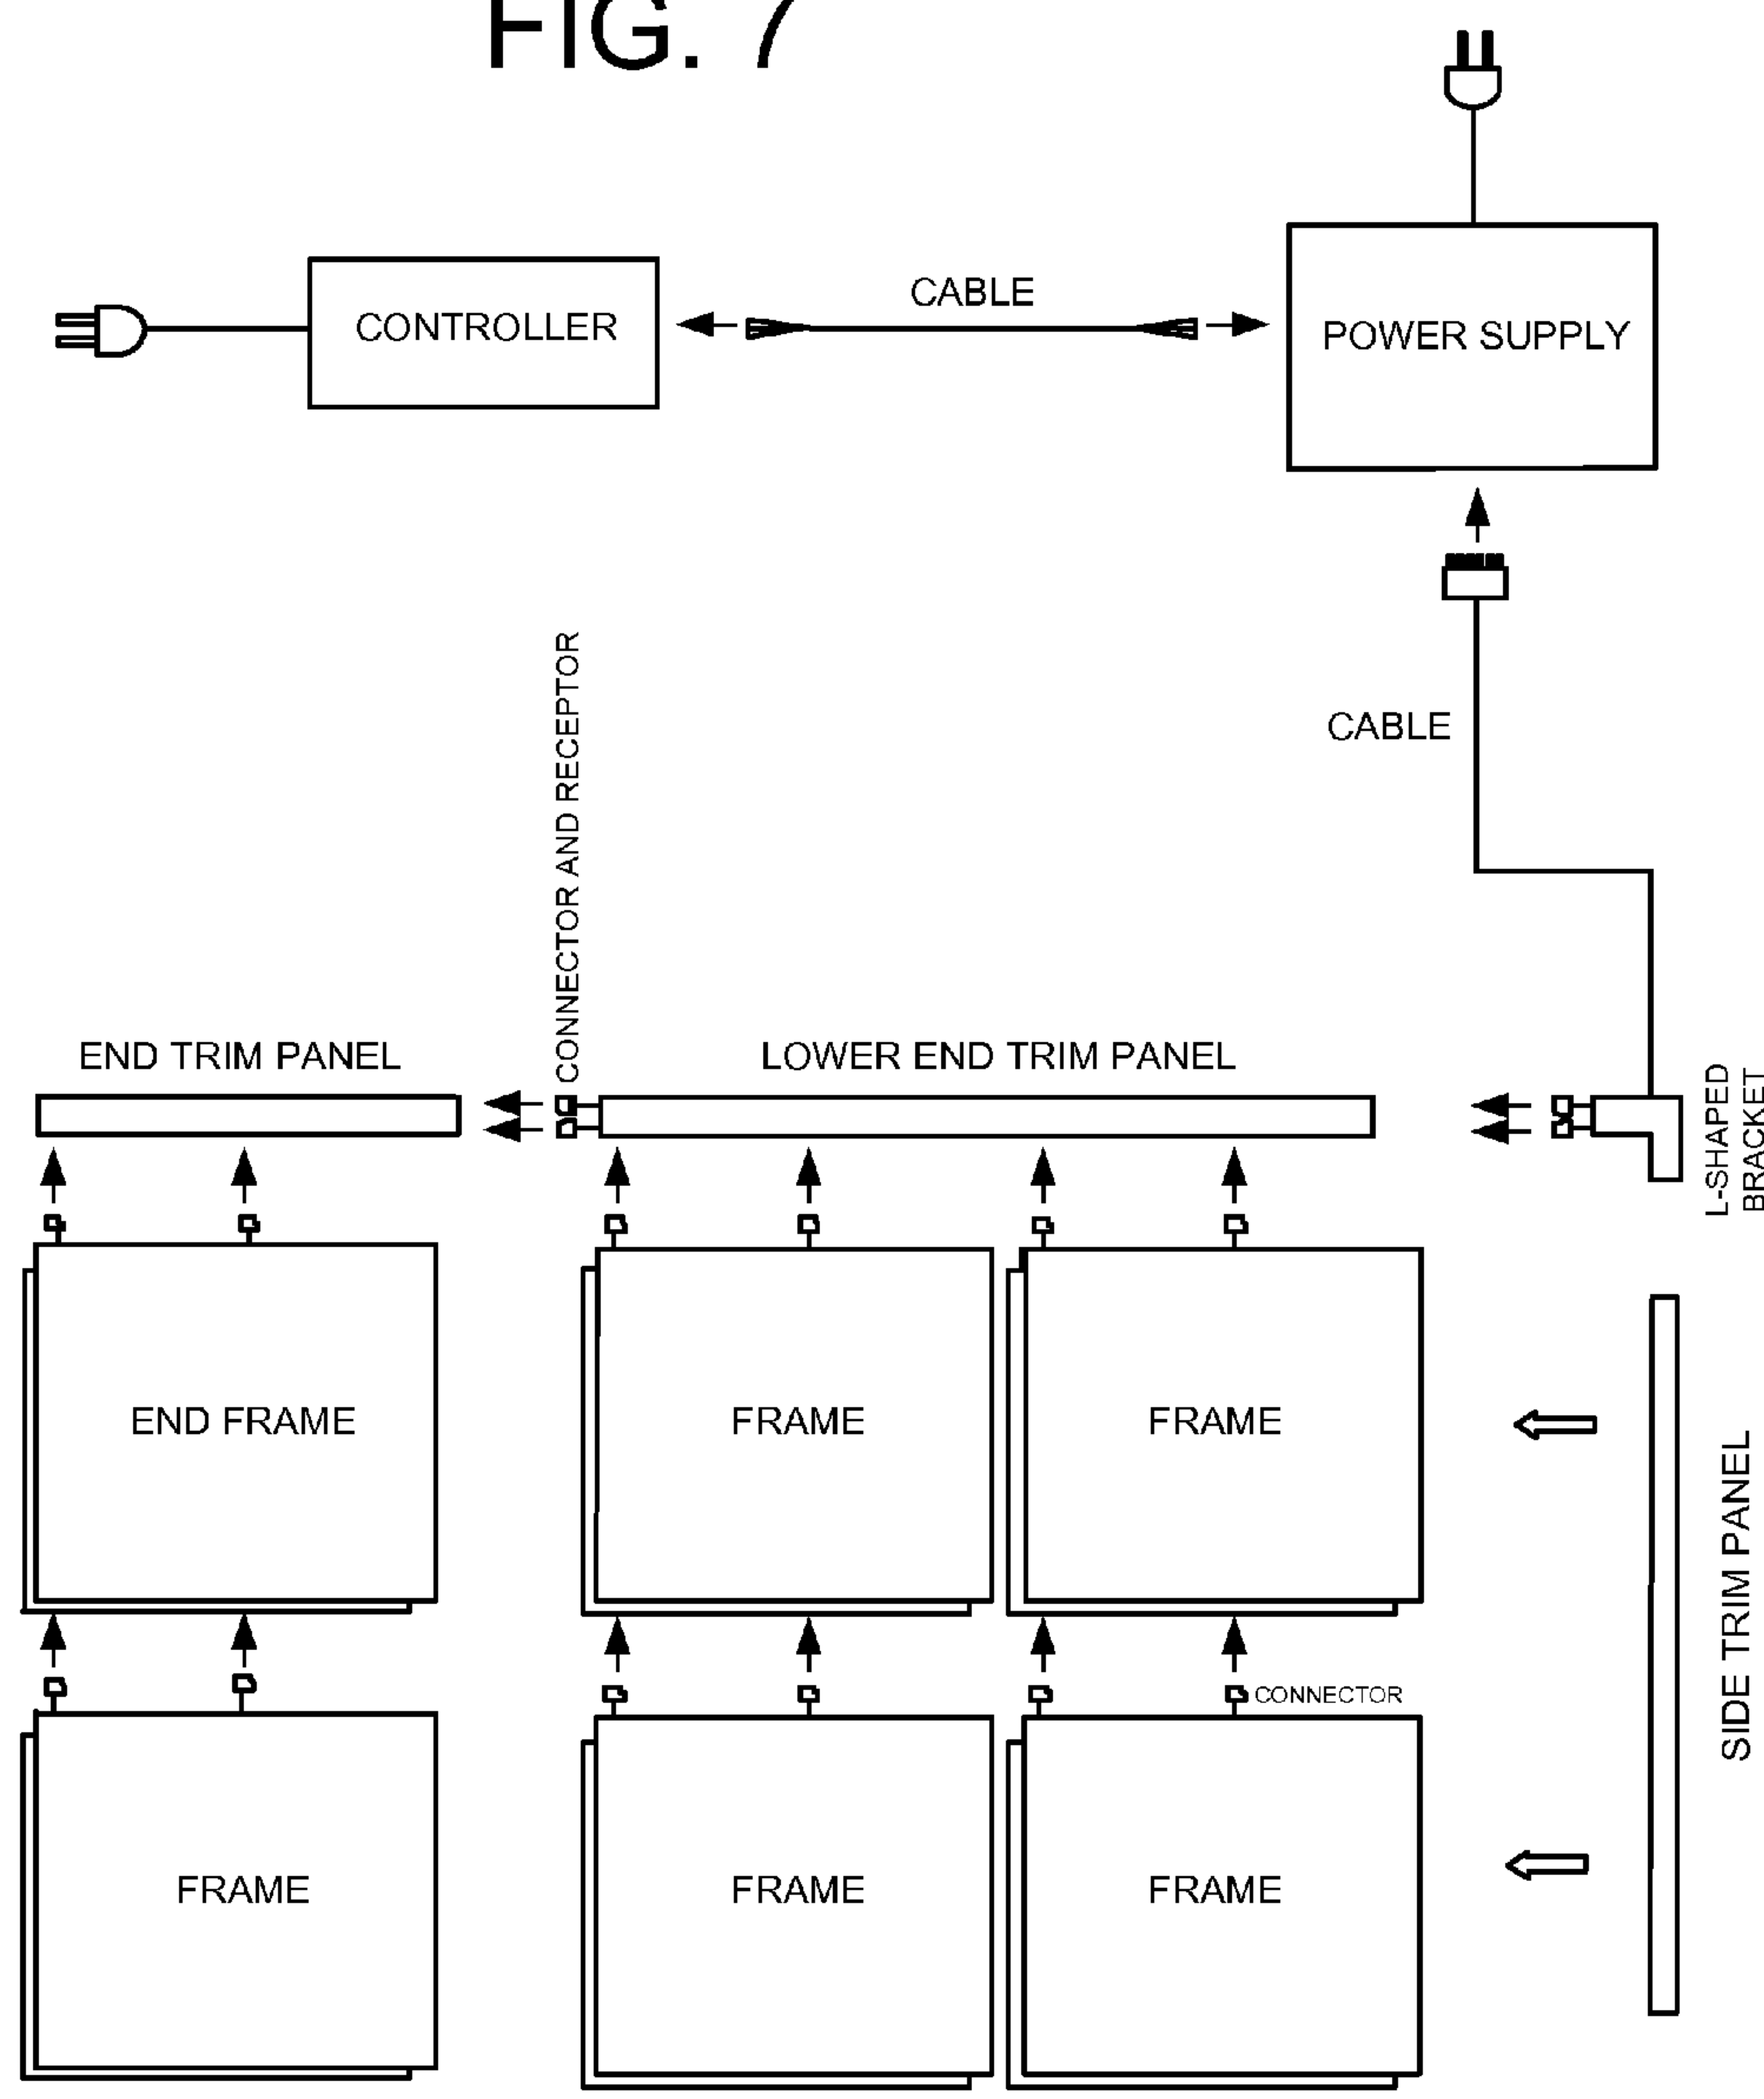 FIG. 7
CONTROLLER
CABLE
POWER SUPPLY
CABLE
CONNECTOR AND RECEPTOR
END TRIM PANEL
LOWER END TRIM PANEL
L-SHAPED
BRACKET
END FRAME
FRAME
FRAME
SIDE TRIM PANEL
CONNECTOR
FRAME
FRAME
FRAME